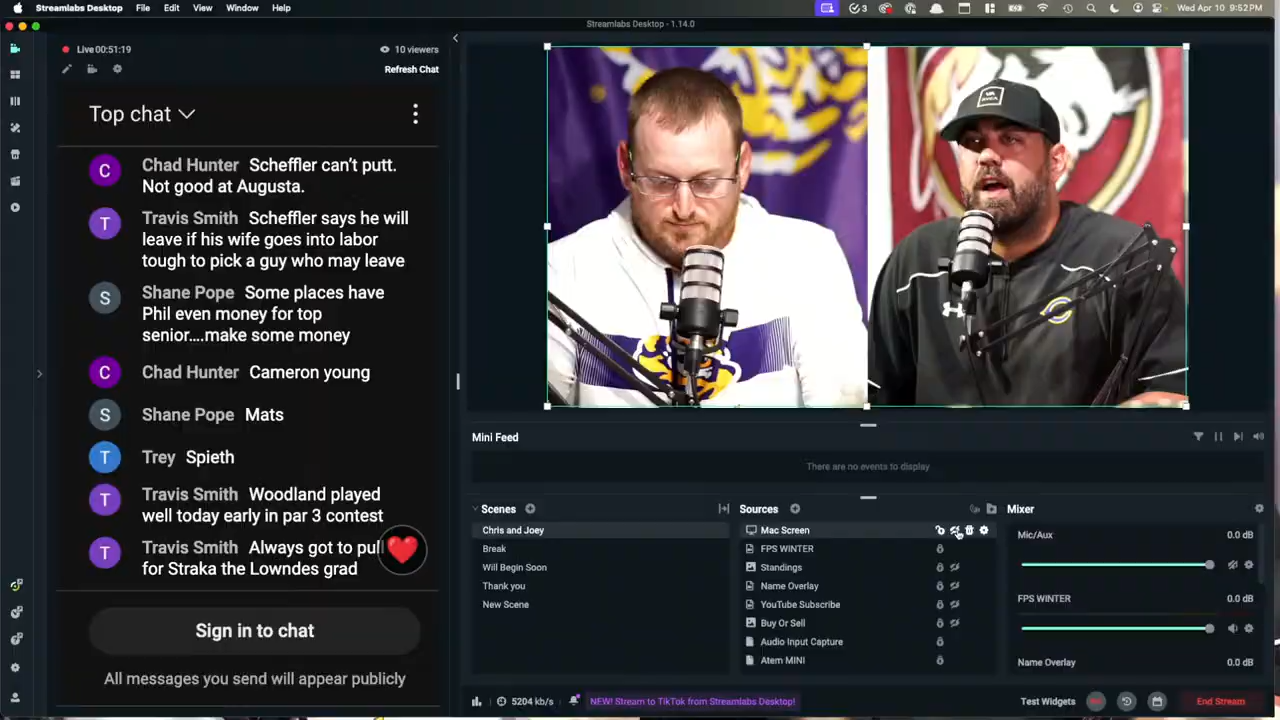 Streamlabs Desktop File Edit View Window Help
3
Wed Apr 10 9:52 PM
Streamlabs Desktop - 1.14.0
Live 00:51:19
10 viewers
Refresh Chat
Top chat
C
Chad Hunter Scheffler can't putt.
Not good at Augusta.
T
Travis Smith Scheffler says he will
leave if his wife goes into labor
tough to pick a guy who may leave
S
Shane Pope Some places have
Phil even money for top
senior....make some money
C
Chad Hunter Cameron young
S
Shane Pope Mats
T
Trey Spieth
T
Travis Smith Woodland played
well today early in par 3 contest
T
Travis Smith Always got to pul
for Straka the Lowndes grad
Sign in to chat
All messages you send will appear publicly
Mini Feed
There are no events to display
Scenes
Chris and Joey
Break
Will Begin Soon
Thank you
New Scene
Sources
Mac Screen
FPS WINTER
Standings
Name Overlay
YouTube Subscribe
Buy Or Sell
Audio Input Capture
Atem MINI
Mixer
Mic/Aux 0.0 dB
FPS WINTER 0.0 dB
Name Overlay 0.0 dB
5204 kb/s
NEW! Stream to TikTok from Streamlabs Desktop!
Test Widgets
End Stream